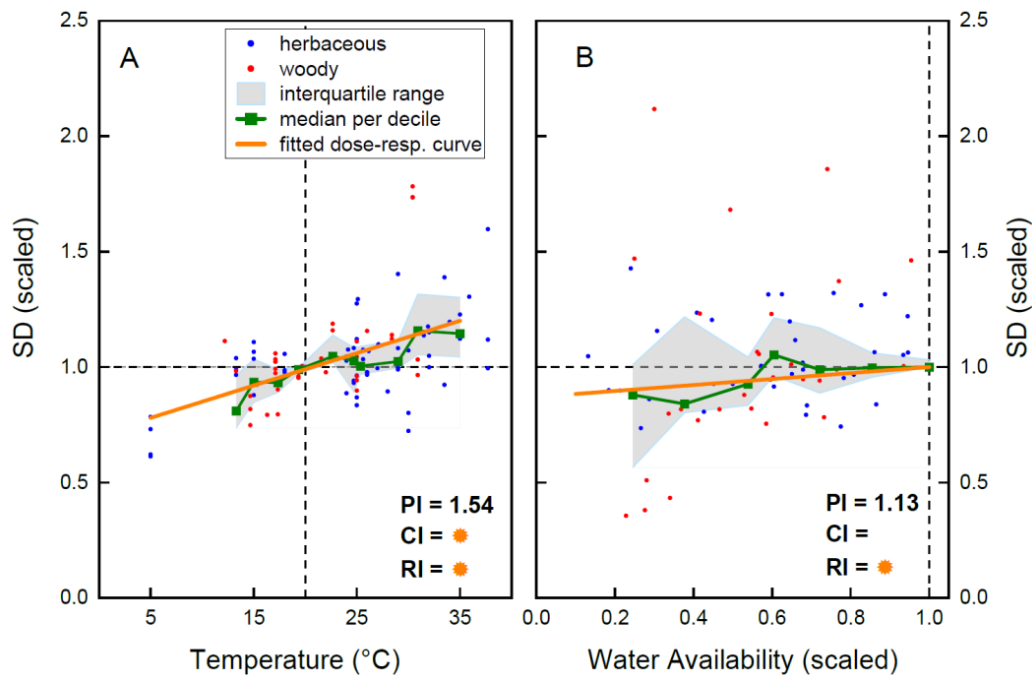 A
herbaceous
woody
interquartile range
median per decile
fitted dose-resp. curve
PI = 1.54
CI =
RI =
SD (scaled)
2.5
2.0
1.5
1.0
0.5
0.0
5
15
25
35
Temperature (°C)
B
PI = 1.13
CI =
RI =
0.0
0.2
0.4
0.6
0.8
1.0
Water Availability (scaled)
2.5
2.0
1.5
1.0
0.5
0.0
SD (scaled)